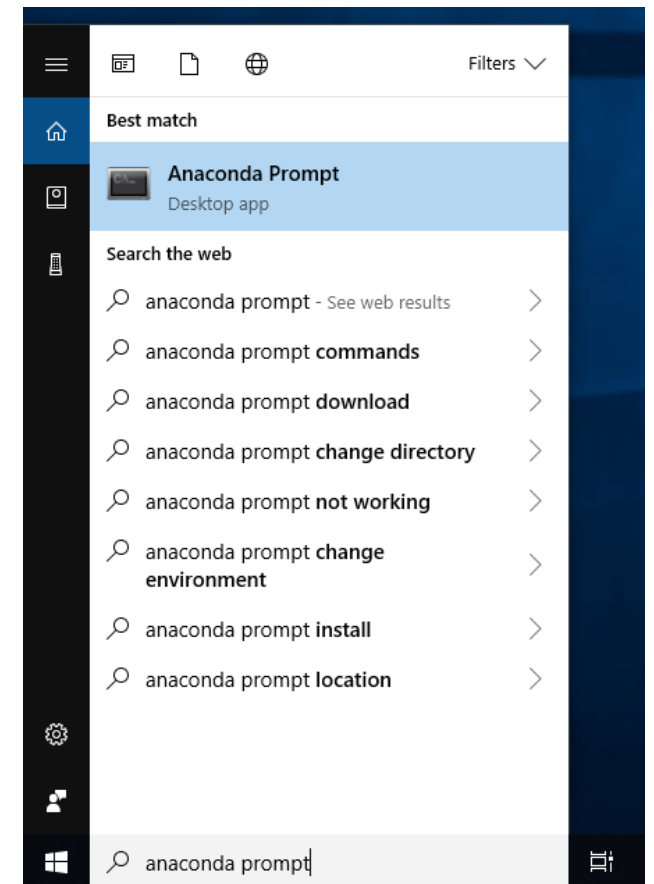 Filters
Best match
Anaconda Prompt
Desktop app
Search the web
anaconda prompt - See web results
anaconda prompt commands
anaconda prompt download
anaconda prompt change directory
anaconda prompt not working
anaconda prompt change
environment
anaconda prompt install
anaconda prompt location
anaconda prompt